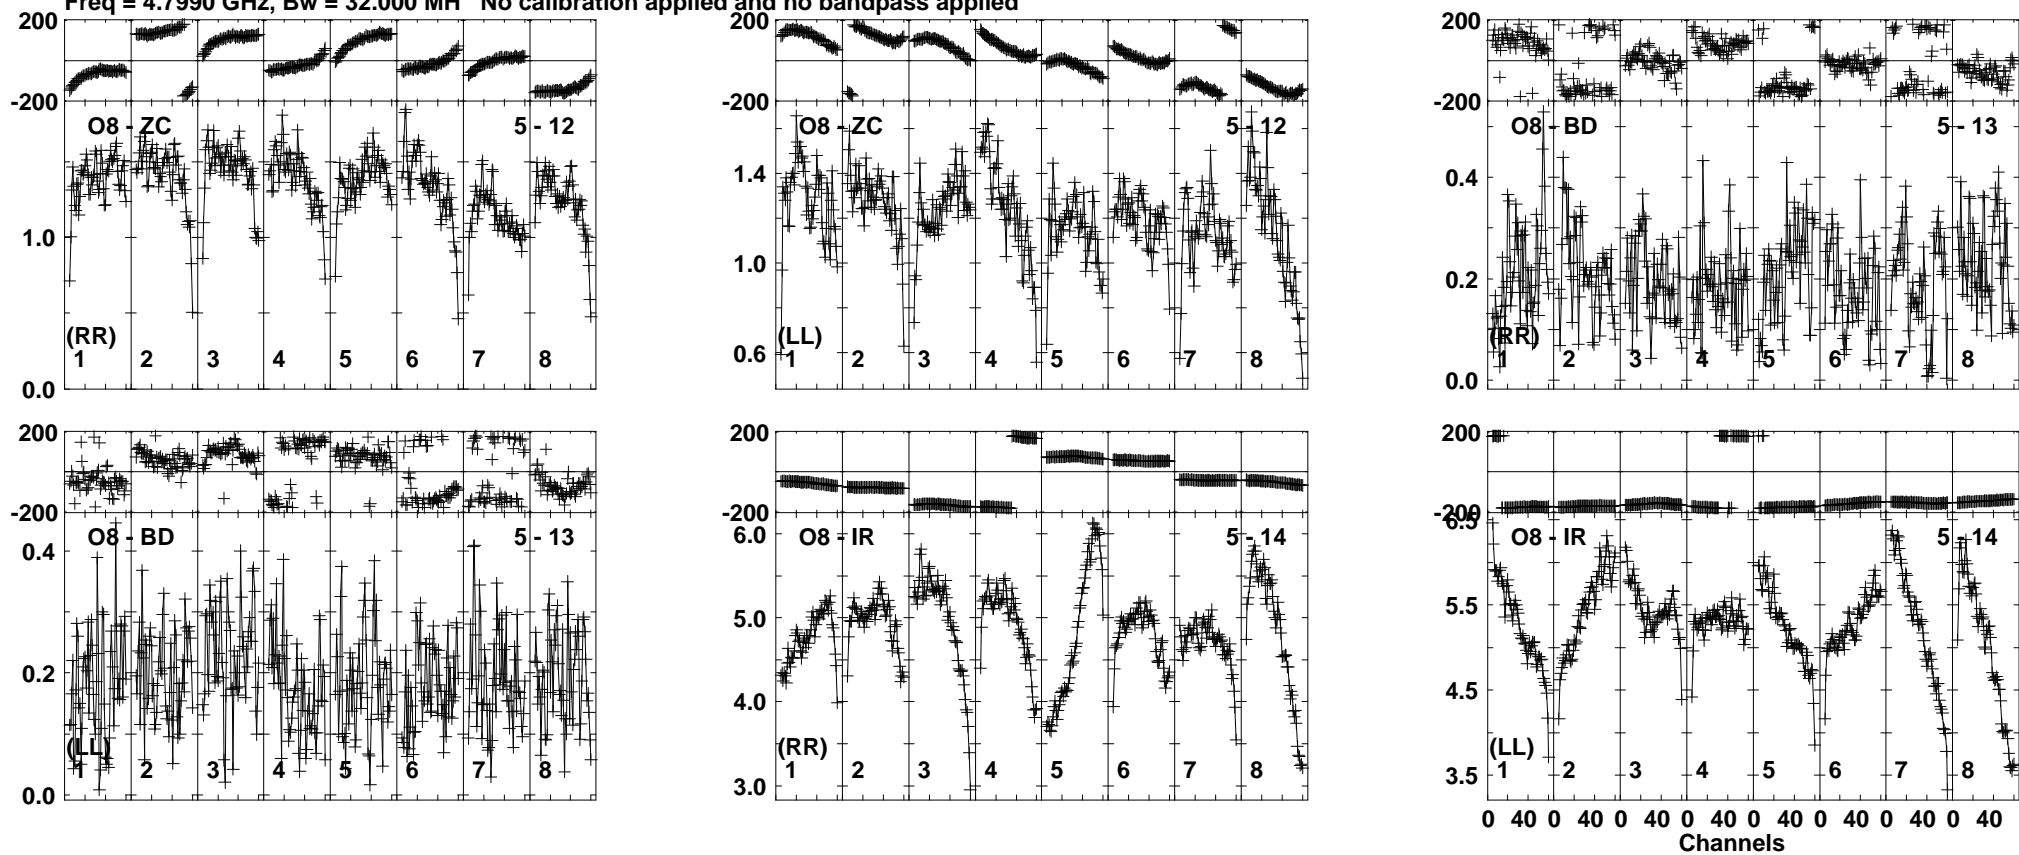 Freq = 4.7990 GHz, Bw = 32.000 MH No calibration applied and no bandpass applied
200
-200
O8 - ZC 5 - 12
1.0
0.0
(RR)
1 2 3 4 5 6 7 8
200
-200
O8 - ZC 5 - 12
1.4
1.0
0.6
(LL)
1 2 3 4 5 6 7 8
200
-200
O8 - BD 5 - 13
0.4
0.2
0.0
(RR)
1 2 3 4 5 6 7 8
200
-200
O8 - BD 5 - 13
0.4
0.2
0.0
(LL)
1 2 3 4 5 6 7 8
200
-200
O8 - IR 5 - 14
6.0
5.0
4.0
3.0
(RR)
1 2 3 4 5 6 7 8
200
-200
6.5
O8 - IR 5 - 14
5.5
4.5
3.5
(LL)
1 2 3 4 5 6 7 8
0 40 0 40 0 40 0 40 0 40 0 40 0 40 0 40
Channels